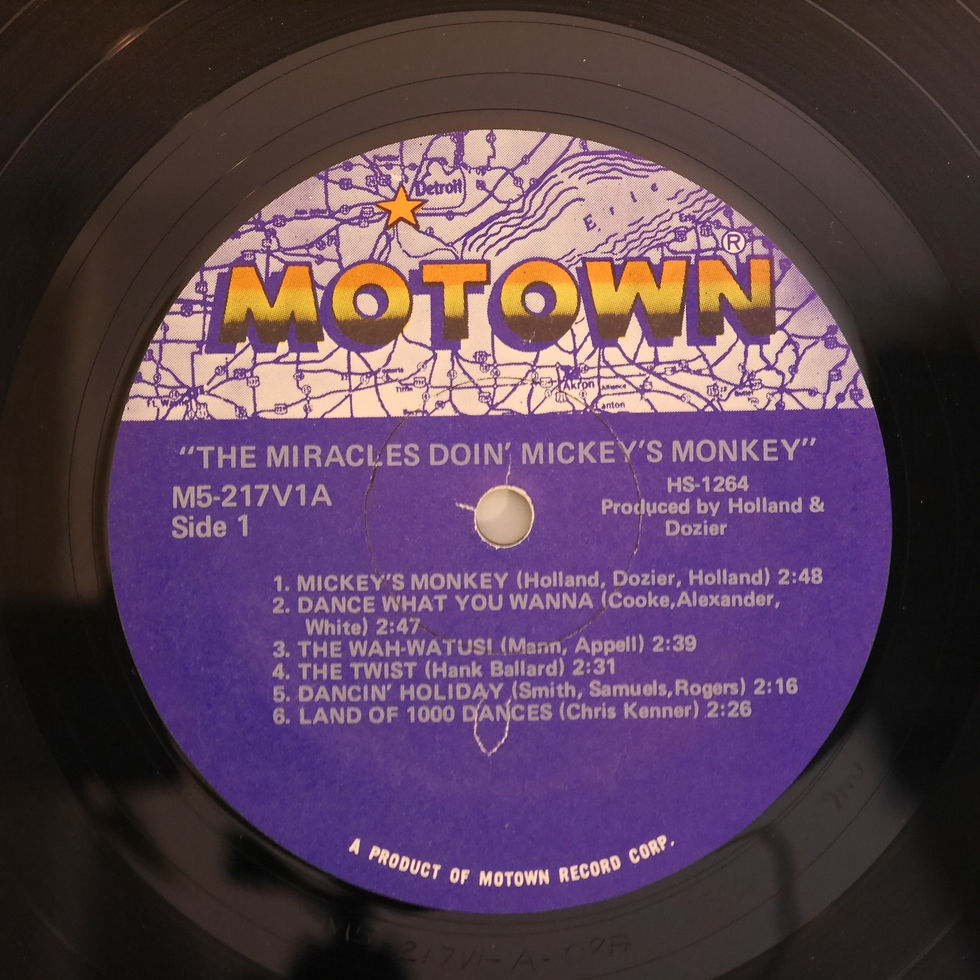 Detroit
Erie
MOTOWN®
Akron
"THE MIRACLES DOIN' MICKEY'S MONKEY"
M5-217V1A
Side 1
HS-1264
Produced by Holland &
Dozier
1. MICKEY'S MONKEY (Holland, Dozier, Holland) 2:48
2. DANCE WHAT YOU WANNA (Cooke,Alexander,
White) 2:47
3. THE WAH-WATUSI (Mann, Appell) 2:39
4. THE TWIST (Hank Ballard) 2:31
5. DANCIN' HOLIDAY (Smith, Samuels,Rogers) 2:16
6. LAND OF 1000 DANCES (Chris Kenner) 2:26
A PRODUCT OF MOTOWN RECORD CORP.